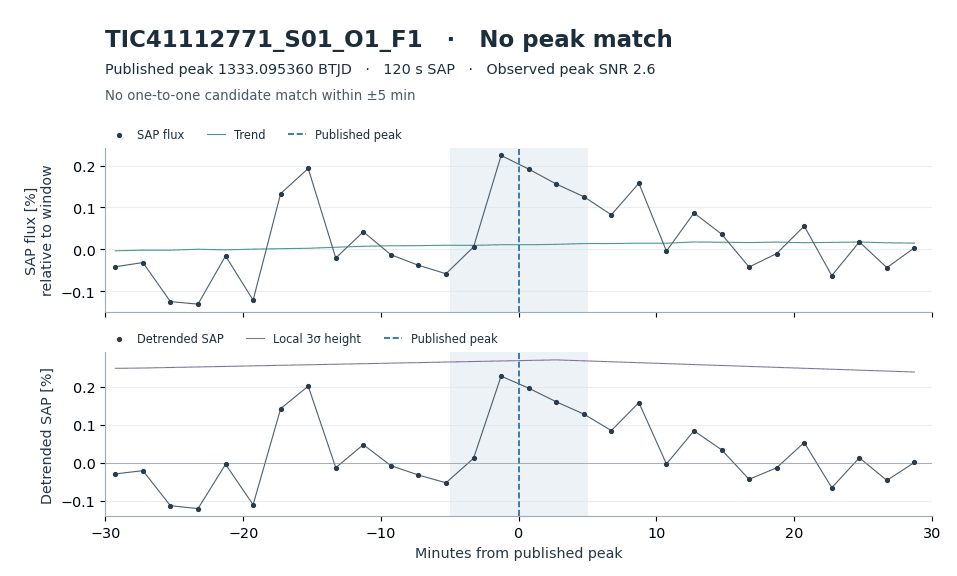 TIC41112771_S01_O1_F1 · No peak match
Published peak 1333.095360 BTJD · 120 s SAP · Observed peak SNR 2.6
No one-to-one candidate match within ±5 min
SAP flux Trend Published peak
SAP flux [%]
relative to window
0.2
0.1
0.0
−0.1
Detrended SAP Local 3σ height Published peak
Detrended SAP [%]
0.2
0.1
0.0
−0.1
−30 −20 −10 0 10 20 30
Minutes from published peak